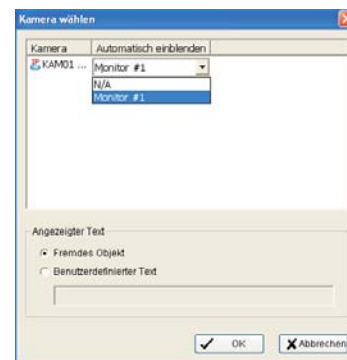 Kamera wählen
Kamera Automatisch einblenden
KAM01 ... Monitor #1
N/A
Monitor #1
Angezeigter Text
Fremdes Objekt
Benutzerdefinierter Text
OK Abbrechen